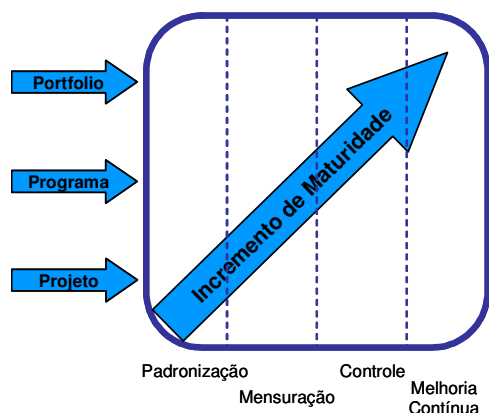 Portfolio
Programa
Projeto
Incremento de Maturidade
Padronização
Mensuração
Controle
Melhoria
Contínua